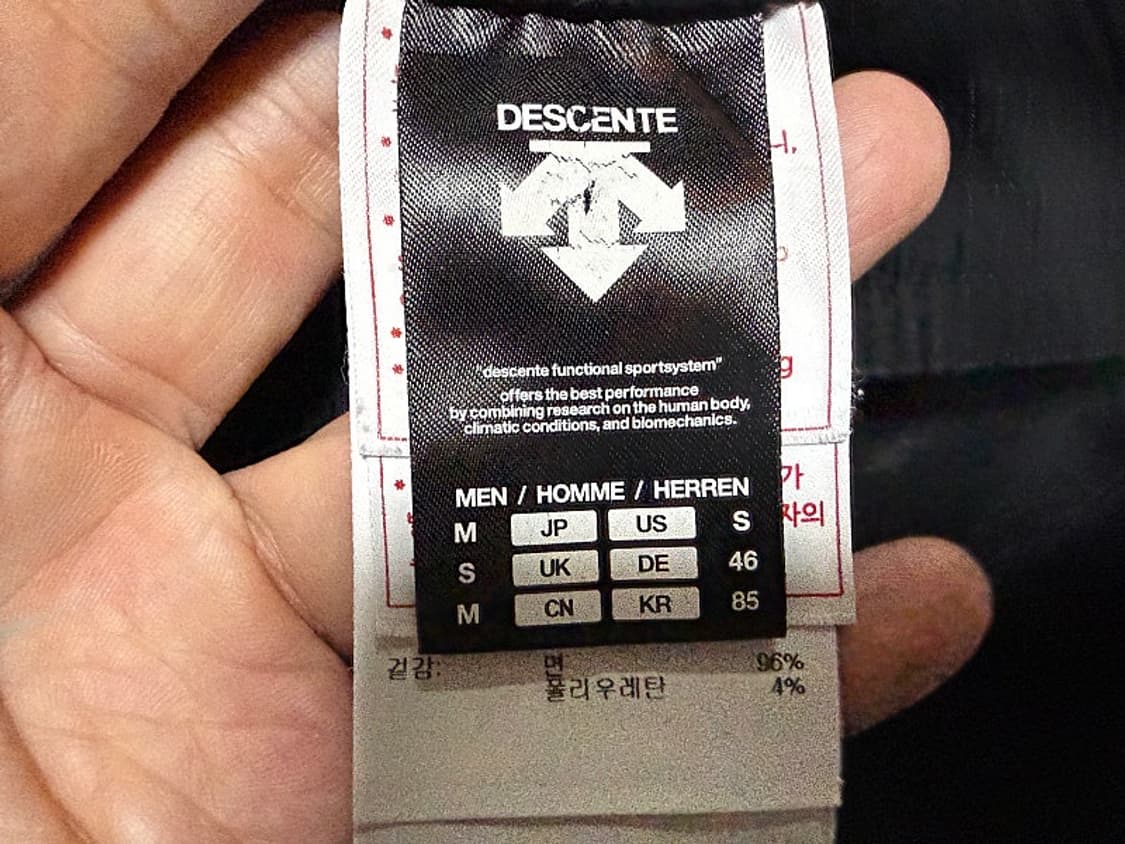 DESCENTE
"descente functional sportsystem"
offers the best performance
by combining research on the human body,
climatic conditions, and biomechanics.
MEN / HOMME / HERREN
M JP US S
S UK DE 46
M CN KR 85
겉감: 면 96%
폴리우레탄 4%